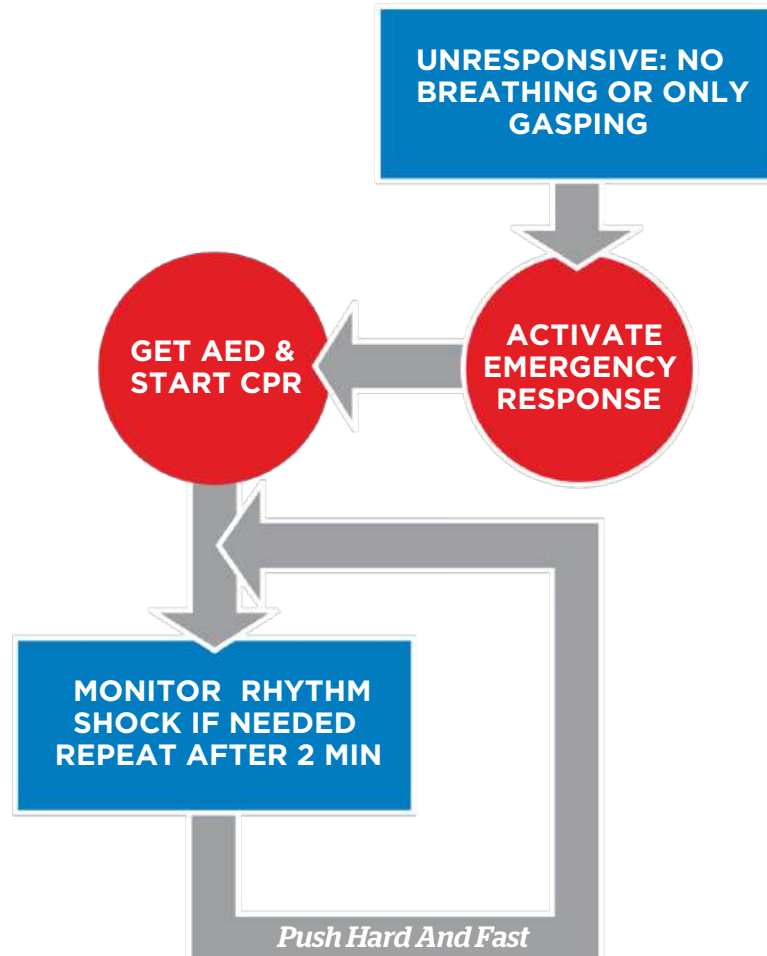 UNRESPONSIVE: NO
BREATHING OR ONLY
GASPING
ACTIVATE
EMERGENCY
RESPONSE
GET AED &
START CPR
MONITOR RHYTHM
SHOCK IF NEEDED
REPEAT AFTER 2 MIN
Push Hard And Fast